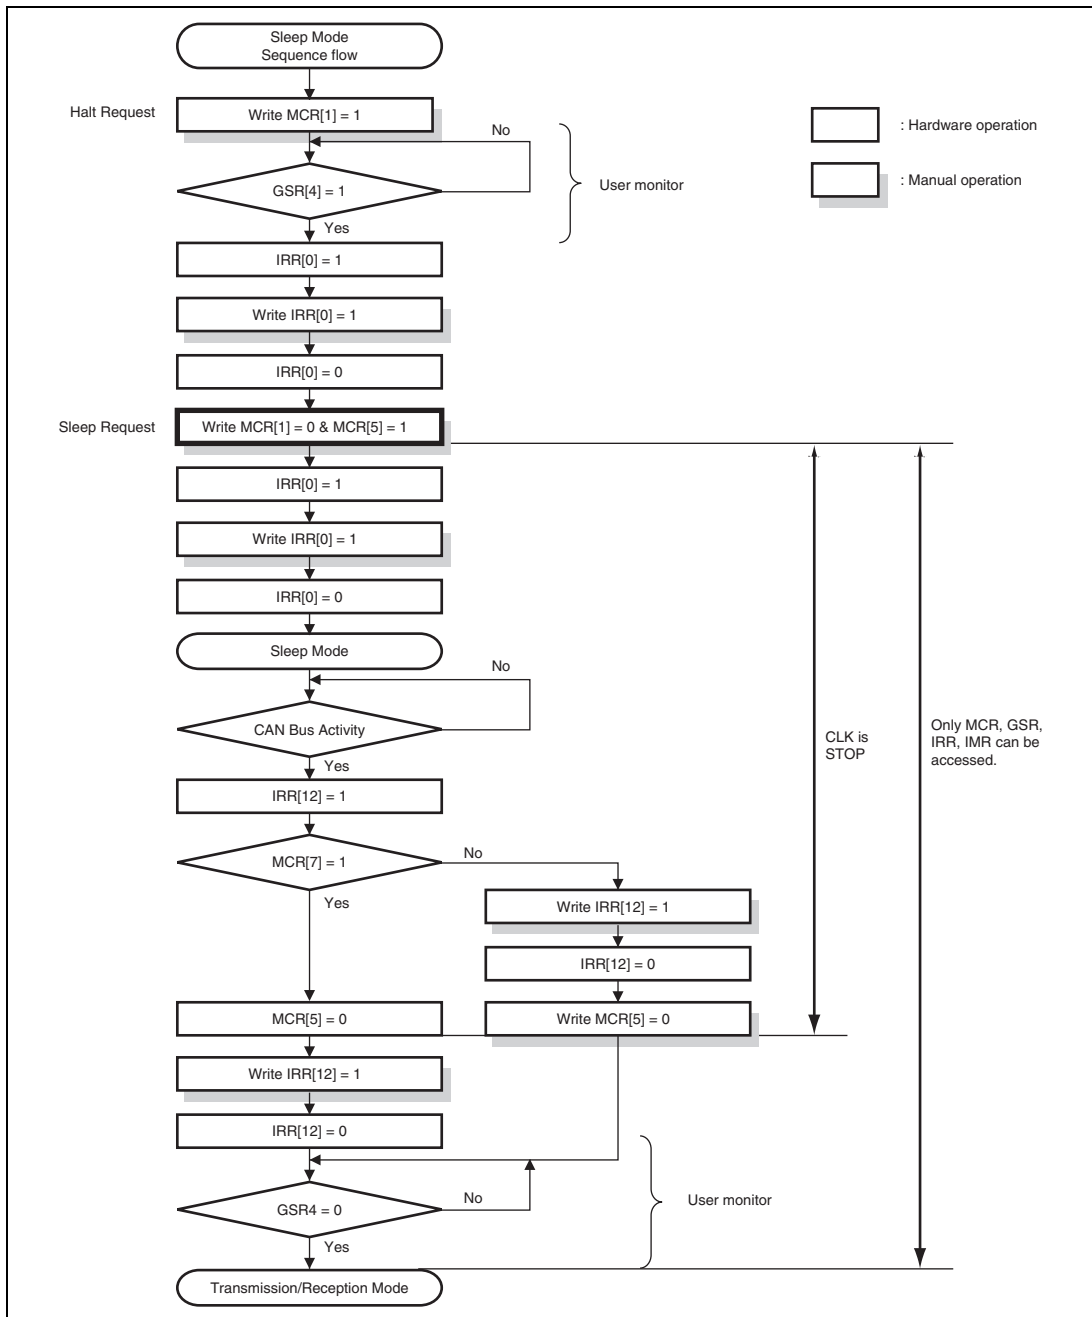 Sleep Mode
Sequence flow
Halt Request
Write MCR[1] = 1
: Hardware operation
No
GSR[4] = 1
User monitor
: Manual operation
Yes
IRR[0] = 1
Write IRR[0] = 1
IRR[0] = 0
Sleep Request
Write MCR[1] = 0 & MCR[5] = 1
IRR[0] = 1
Write IRR[0] = 1
IRR[0] = 0
Sleep Mode
No
CAN Bus Activity
CLK is
STOP
Only MCR, GSR,
IRR, IMR can be
accessed.
Yes
IRR[12] = 1
MCR[7] = 1
No
Yes
Write IRR[12] = 1
IRR[12] = 0
MCR[5] = 0
Write MCR[5] = 0
Write IRR[12] = 1
IRR[12] = 0
GSR4 = 0
No
User monitor
Yes
Transmission/Reception Mode